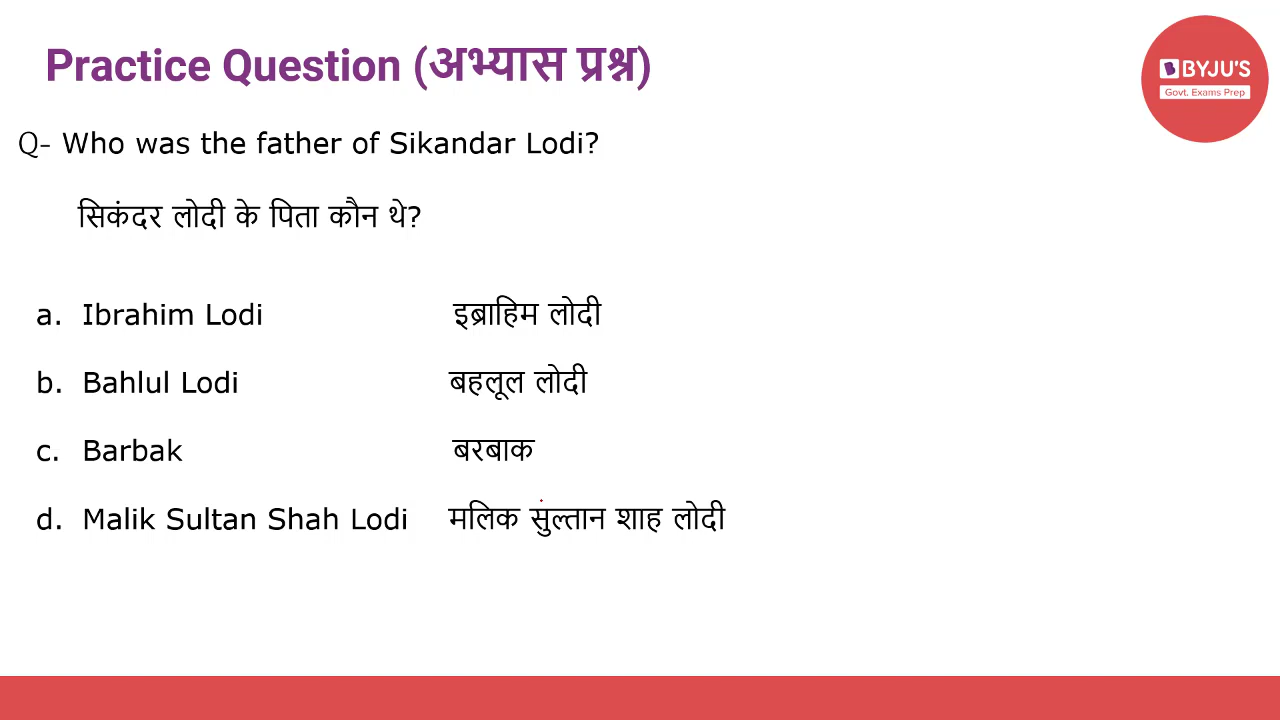 Practice Question (अभ्यास प्रश्न)
BYJU'S
Govt. Exams Prep
Q- Who was the father of Sikandar Lodi?
सिकंदर लोदी के पिता कौन थे?
a. Ibrahim Lodi इब्राहिम लोदी
b. Bahlul Lodi बहलूल लोदी
c. Barbak बरबाक
d. Malik Sultan Shah Lodi मलिक सुल्तान शाह लोदी